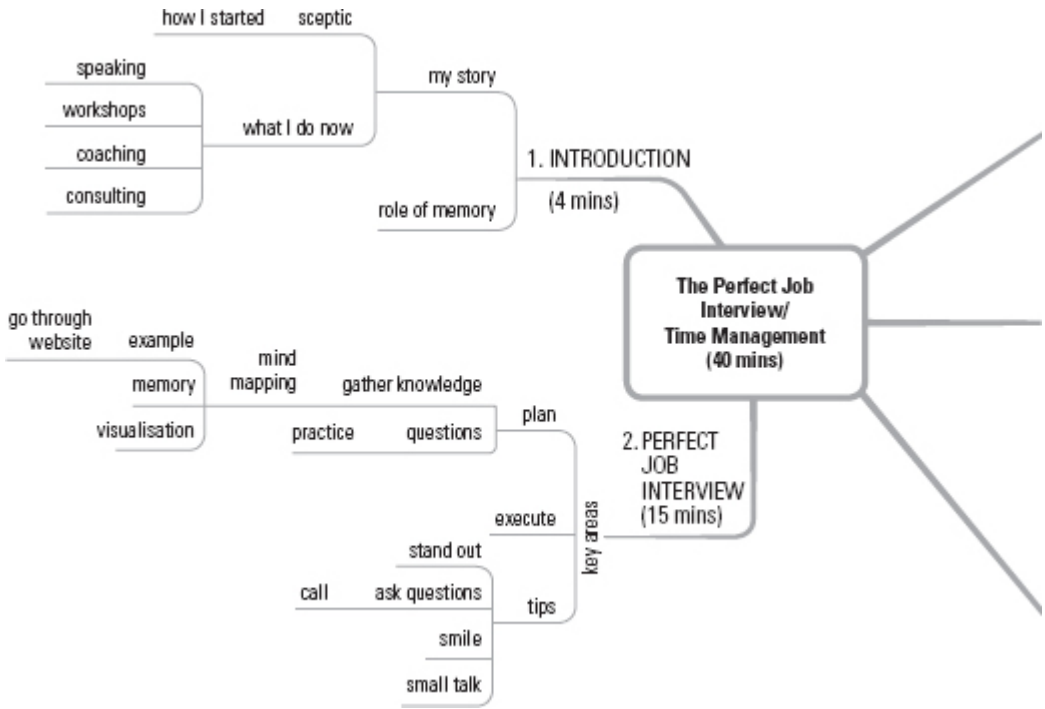 how I started
sceptic
speaking
my story
workshops
what I do now
coaching
1. INTRODUCTION
(4 mins)
consulting
role of memory
The Perfect Job
Interview/
Time Management
(40 mins)
go through
website
example
mind
mapping
gather knowledge
memory
plan
visualisation
practice
questions
2. PERFECT
JOB
INTERVIEW
(15 mins)
key areas
execute
stand out
call
ask questions
tips
smile
small talk